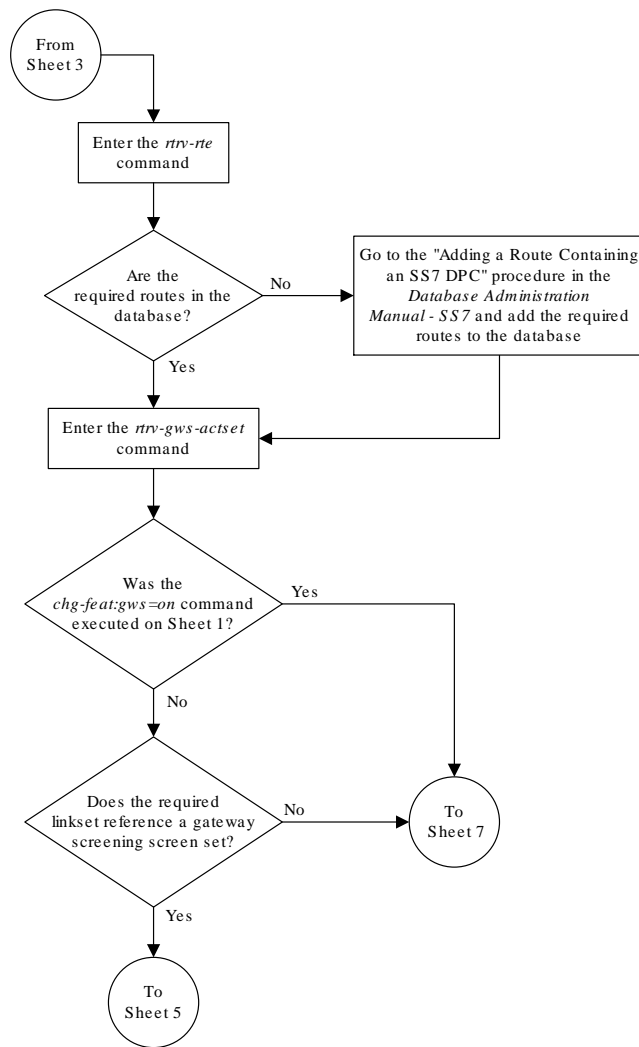 From
Sheet 3
Enter the rtrv-rte
command
Are the
required routes in the
database?
No
Go to the "Adding a Route Containing
an SS7 DPC" procedure in the
Database Administration
Manual - SS7 and add the required
routes to the database
Yes
Enter the rtrv-gws-actset
command
Was the
chg-feat:gws=on command
executed on Sheet 1?
Yes
No
Does the required
linkset reference a gateway
screening screen set?
No
To
Sheet 7
Yes
To
Sheet 5